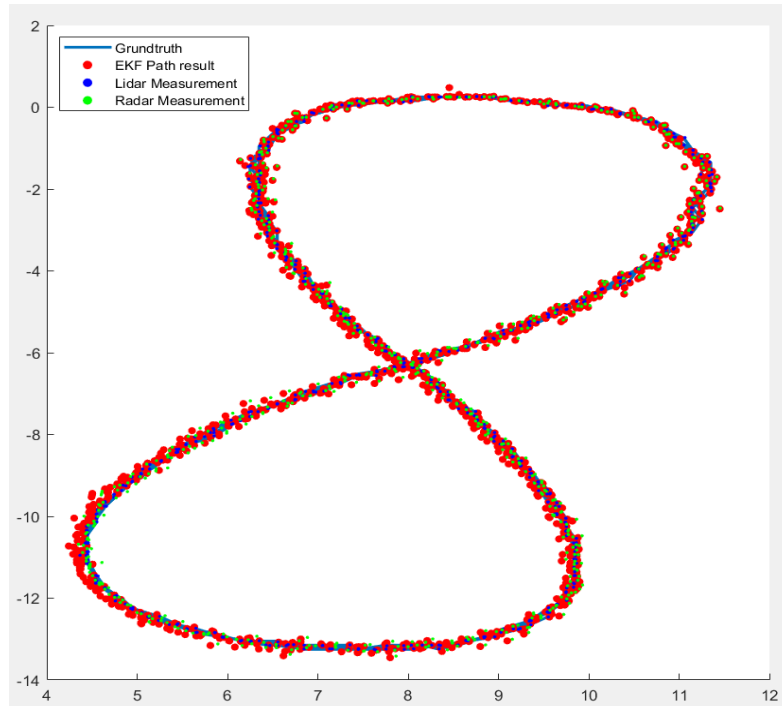 2
0
-2
-4
-6
-8
-10
-12
-14
4 5 6 7 8 9 10 11 12
Grundtruth
EKF Path result
Lidar Measurement
Radar Measurement